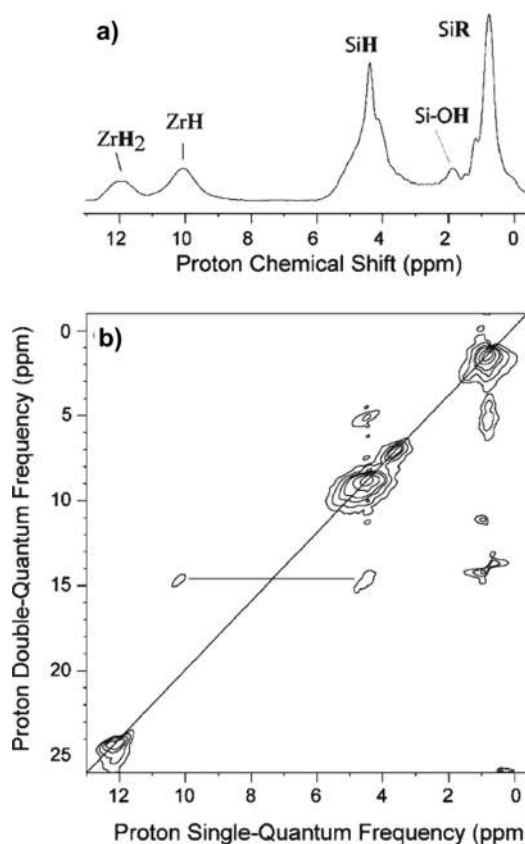 a)
SiH
SiR
ZrH2
ZrH
Si-OH
12 10 8 6 4 2 0
Proton Chemical Shift (ppm)
b)
0
5
10
15
20
25
Proton Double-Quantum Frequency (ppm)
12 10 8 6 4 2 0
Proton Single-Quantum Frequency (ppm)